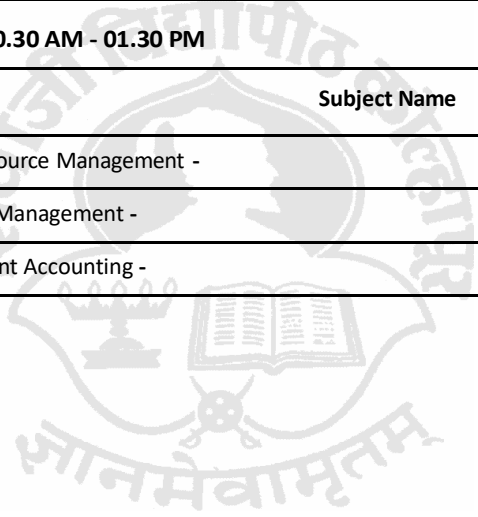 0.30 AM - 01.30 PM
Subject Name
ource Management -
Management -
nt Accounting -
विद्यापीठ
ज्ञानमेवामृतम्